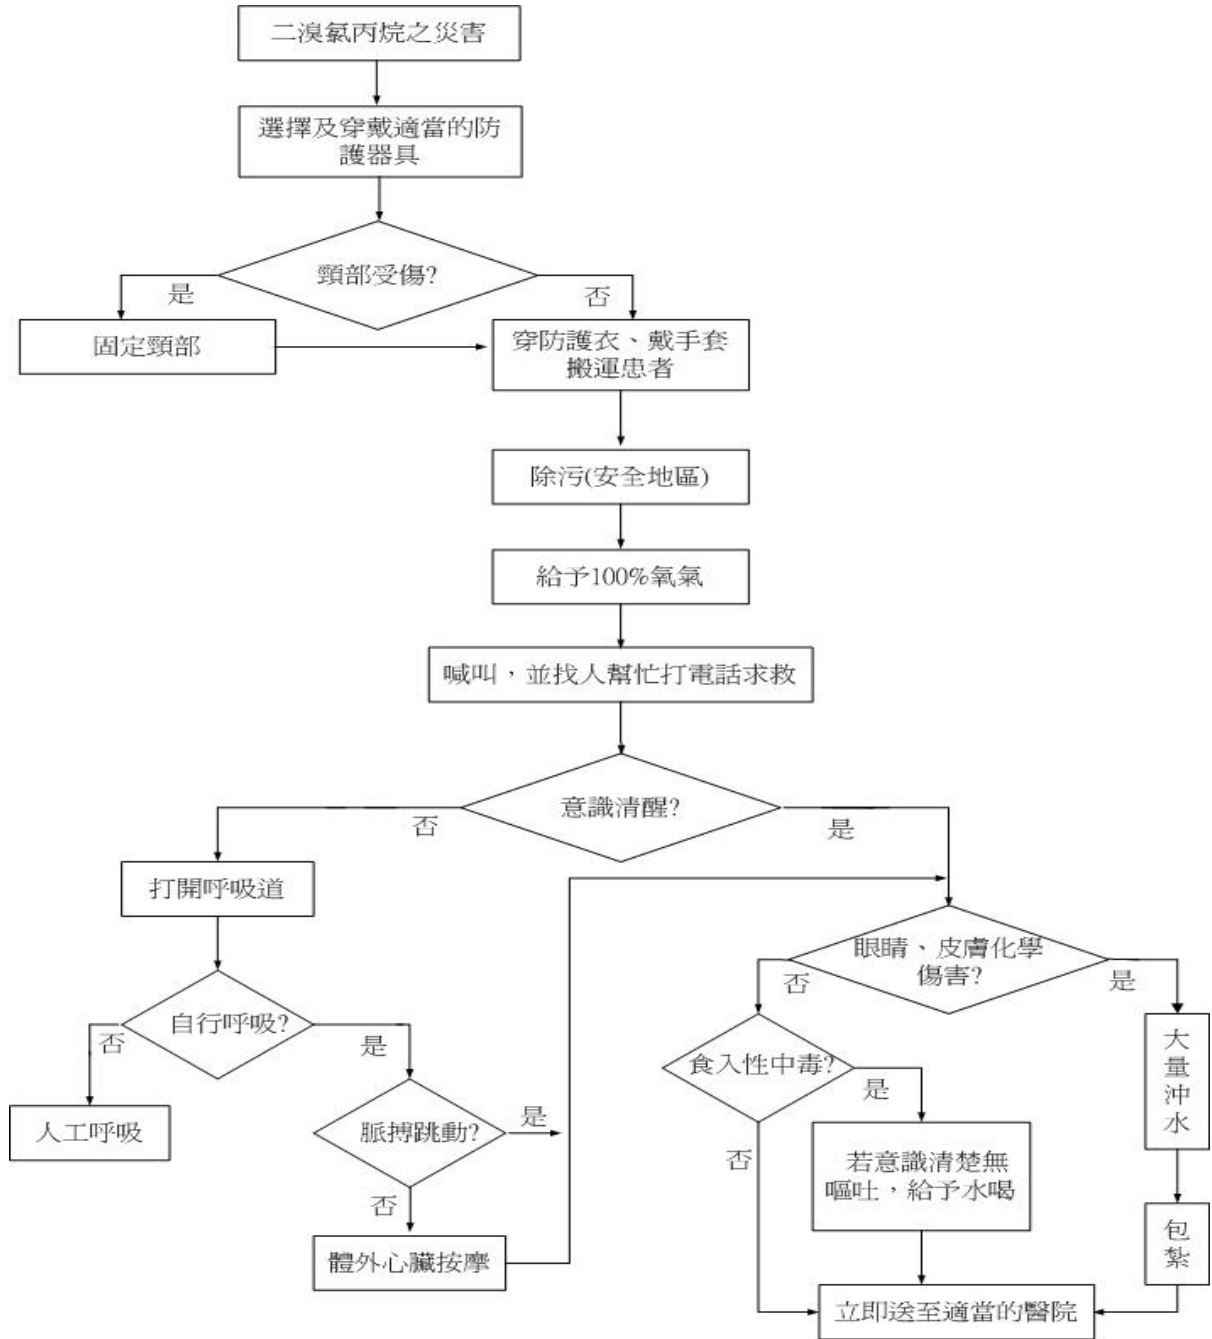 二溴氯丙烷之災害
選擇及穿戴適當的防
護器具
頸部受傷?
是
否
固定頸部
穿防護衣、戴手套
搬運患者
除污(安全地區)
給予100%氧氣
喊叫，並找人幫忙打電話求救
意識清醒?
否
是
打開呼吸道
眼睛、皮膚化學
傷害?
否
是
自行呼吸?
否
是
食入性中毒?
是
否
大
量
沖
水
人工呼吸
脈搏跳動?
是
否
若意識清楚無
嘔吐，給予水喝
體外心臟按摩
包
紮
立即送至適當的醫院